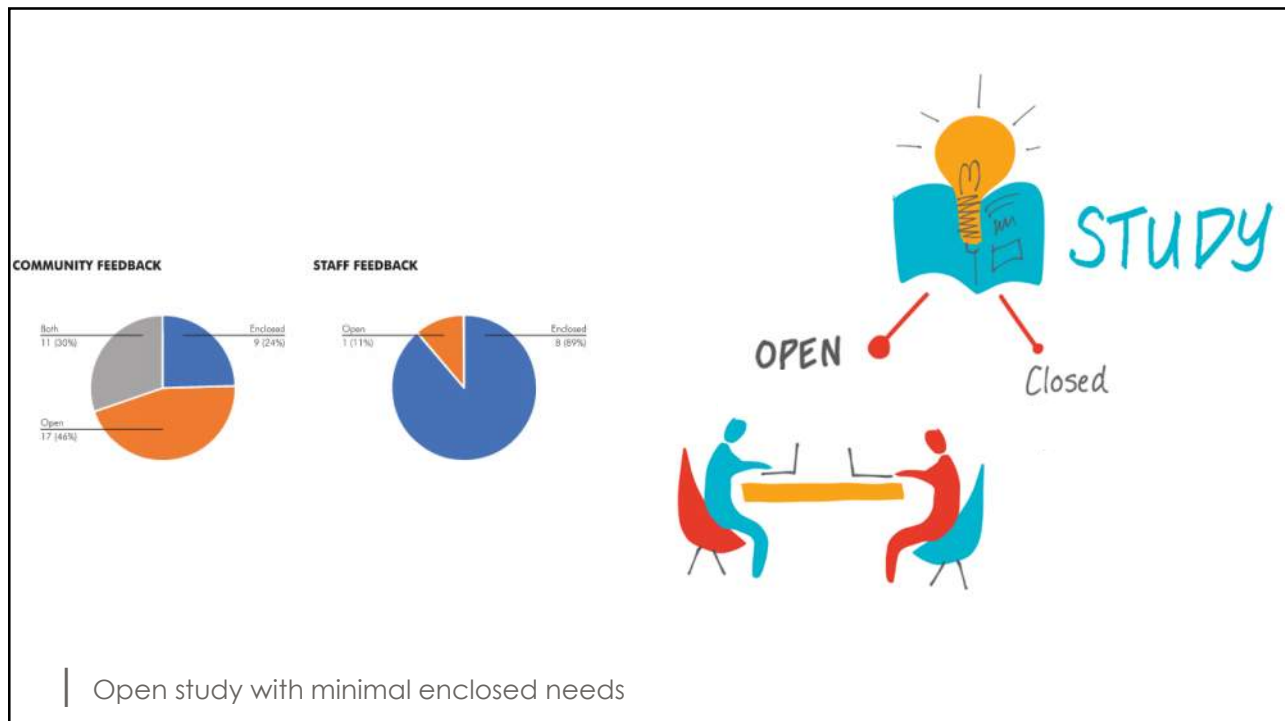 COMMUNITY FEEDBACK
Both
11 (30%)
Enclosed
9 (24%)
Open
17 (46%)
STAFF FEEDBACK
Open
1 (11%)
Enclosed
8 (89%)
STUDY
OPEN
Closed
Open study with minimal enclosed needs